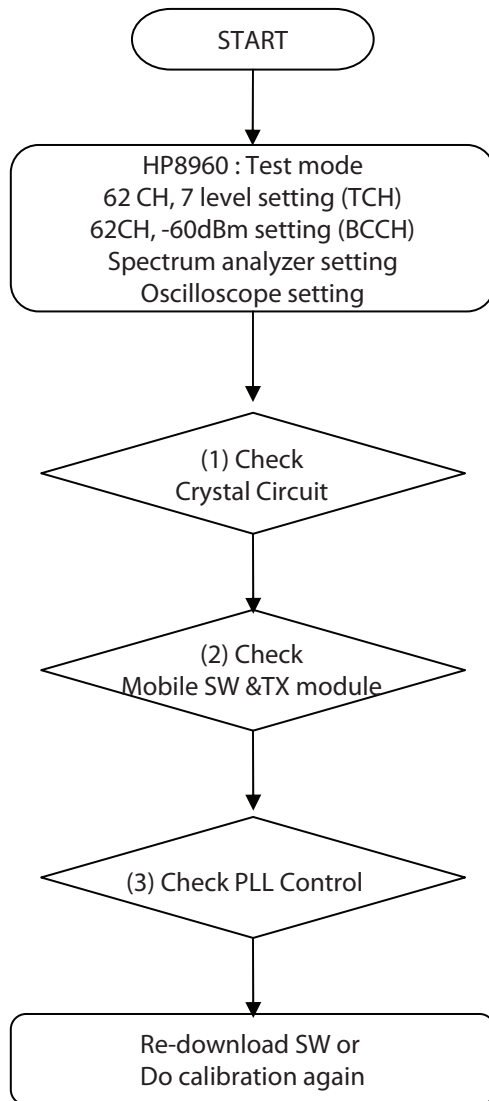 START
HP8960 : Test mode
62 CH, 7 level setting (TCH)
62CH, -60dBm setting (BCCH)
Spectrum analyzer setting
Oscilloscope setting
(1) Check
Crystal Circuit
(2) Check
Mobile SW &TX module
(3) Check PLL Control
Re-download SW or
Do calibration again